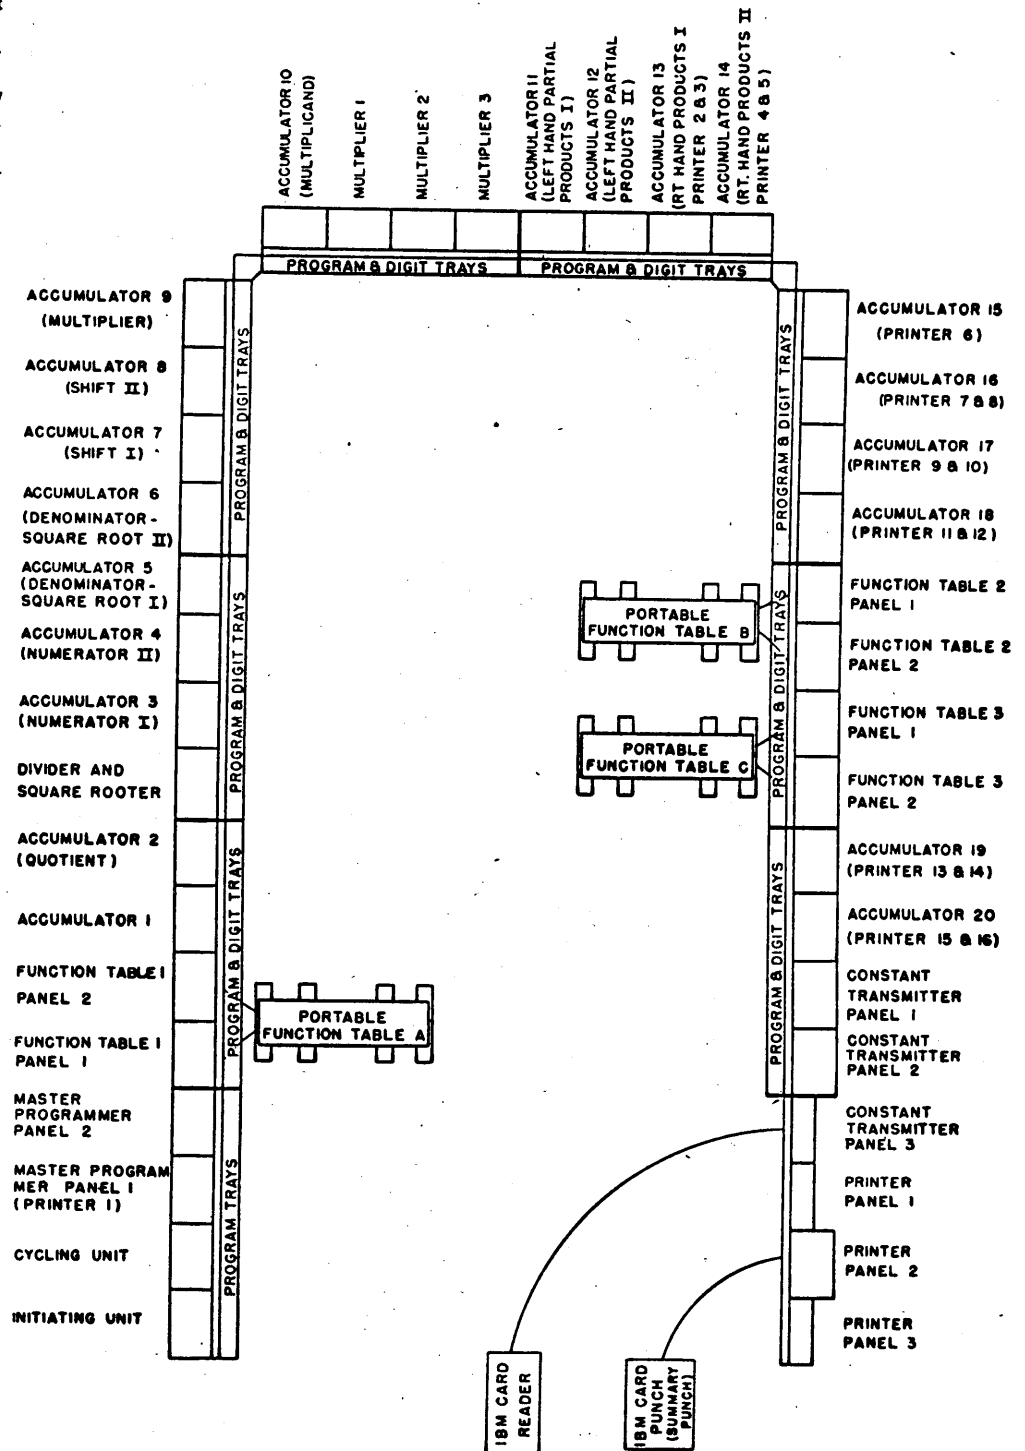 ACCUMULATOR 10
(MULTIPLICAND)
MULTIPLIER 1
MULTIPLIER 2
MULTIPLIER 3
ACCUMULATOR 11
(LEFT HAND PARTIAL
PRODUCTS I)
ACCUMULATOR 12
(LEFT HAND PARTIAL
PRODUCTS II)
ACCUMULATOR 13
(RT HAND PRODUCTS I
PRINTER 2 & 3)
ACCUMULATOR 14
(RT. HAND PRODUCTS II
PRINTER 4 & 5)
PROGRAM & DIGIT TRAYS
PROGRAM & DIGIT TRAYS
ACCUMULATOR 9
(MULTIPLIER)
ACCUMULATOR 8
(SHIFT II)
ACCUMULATOR 7
(SHIFT I)
ACCUMULATOR 6
(DENOMINATOR-
SQUARE ROOT II)
ACCUMULATOR 5
(DENOMINATOR-
SQUARE ROOT I)
ACCUMULATOR 4
(NUMERATOR II)
ACCUMULATOR 3
(NUMERATOR I)
DIVIDER AND
SQUARE ROOTER
ACCUMULATOR 2
(QUOTIENT)
ACCUMULATOR 1
FUNCTION TABLE 1
PANEL 2
FUNCTION TABLE 1
PANEL 1
MASTER
PROGRAMMER
PANEL 2
MASTER PROGRAM
MER PANEL 1
(PRINTER 1)
CYCLING UNIT
INITIATING UNIT
PROGRAM & DIGIT TRAYS
PROGRAM & DIGIT TRAYS
PROGRAM & DIGIT TRAYS
PROGRAM TRAYS
PORTABLE
FUNCTION TABLE A
PORTABLE
FUNCTION TABLE B
PORTABLE
FUNCTION TABLE C
PROGRAM & DIGIT TRAYS
PROGRAM & DIGIT TRAYS
PROGRAM & DIGIT TRAYS
ACCUMULATOR 15
(PRINTER 6)
ACCUMULATOR 16
(PRINTER 7 & 8)
ACCUMULATOR 17
(PRINTER 9 & 10)
ACCUMULATOR 18
(PRINTER 11 & 12)
FUNCTION TABLE 2
PANEL 1
FUNCTION TABLE 2
PANEL 2
FUNCTION TABLE 3
PANEL 1
FUNCTION TABLE 3
PANEL 2
ACCUMULATOR 19
(PRINTER 13 & 14)
ACCUMULATOR 20
(PRINTER 15 & 16)
CONSTANT
TRANSMITTER
PANEL 1
CONSTANT
TRANSMITTER
PANEL 2
CONSTANT
TRANSMITTER
PANEL 3
PRINTER
PANEL 1
PRINTER
PANEL 2
PRINTER
PANEL 3
IBM CARD
READER
IBM CARD
PUNCH
(SUMMARY
PUNCH)